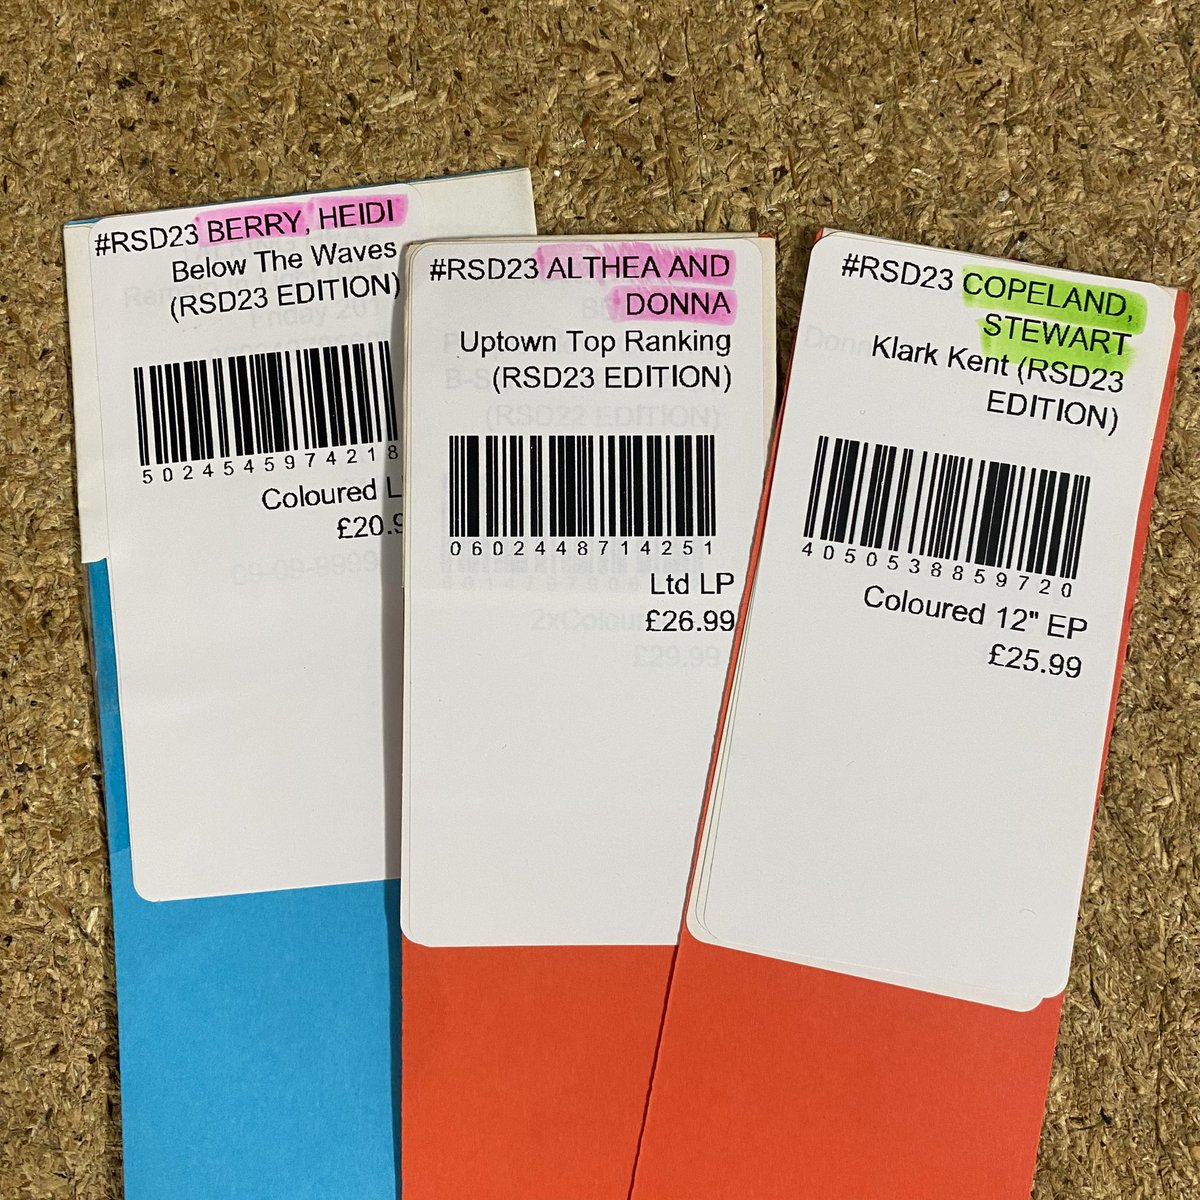 #RSD23 BERRY, HEIDI
Below The Waves
(RSD23 EDITION)
5024545974218
Coloured L
£20.9
#RSD23 ALTHEA AND
DONNA
Uptown Top Ranking
(RSD23 EDITION)
0602448714251
Ltd LP
£26.99
#RSD23 COPELAND,
STEWART
Klark Kent (RSD23
EDITION)
4050538859720
Coloured 12" EP
£25.99